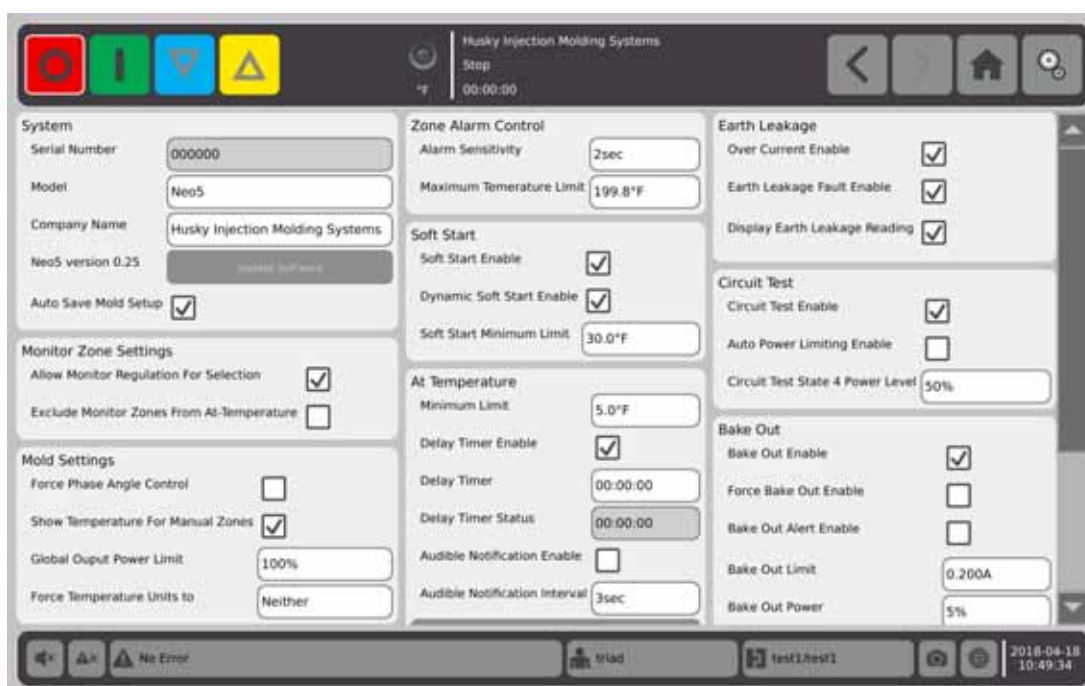 Husky Injection Molding Systems
Stop
°F
00:00:00
System
Serial Number
000000
Model
Neo5
Company Name
Husky Injection Molding Systems
Neo5 version 0.25
Update Software
Auto Save Mold Setup
Monitor Zone Settings
Allow Monitor Regulation For Selection
Exclude Monitor Zones From At-Temperature
Mold Settings
Force Phase Angle Control
Show Temperature For Manual Zones
Global Ouput Power Limit
100%
Force Temperature Units to
Neither
Zone Alarm Control
Alarm Sensitivity
2sec
Maximum Temerature Limit
199.8°F
Soft Start
Soft Start Enable
Dynamic Soft Start Enable
Soft Start Minimum Limit
30.0°F
At Temperature
Minimum Limit
5.0°F
Delay Timer Enable
Delay Timer
00:00:00
Delay Timer Status
00:00:00
Audible Notification Enable
Audible Notification Interval
3sec
Earth Leakage
Over Current Enable
Earth Leakage Fault Enable
Display Earth Leakage Reading
Circuit Test
Circuit Test Enable
Auto Power Limiting Enable
Circuit Test State 4 Power Level
50%
Bake Out
Bake Out Enable
Force Bake Out Enable
Bake Out Alert Enable
Bake Out Limit
0.200A
Bake Out Power
5%
No Error
triad
test1/test1
2018-04-18
10:49:34